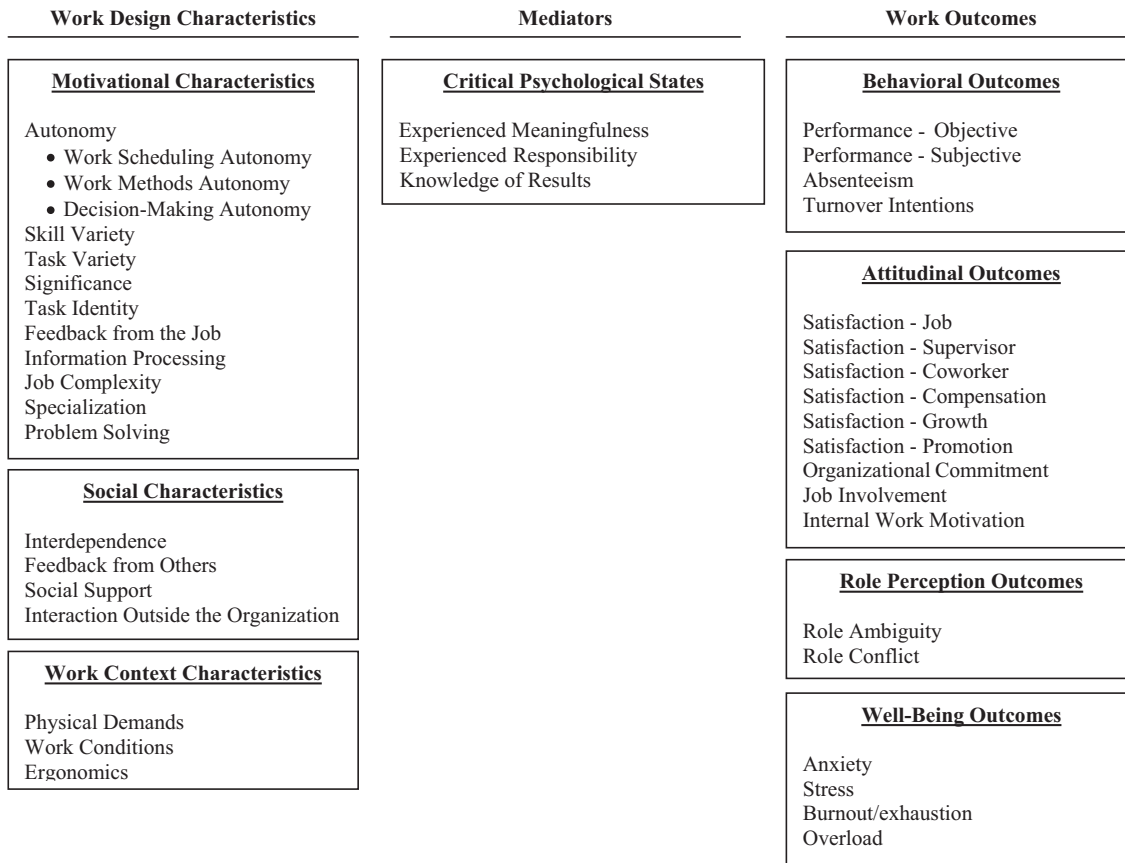 Work Design Characteristics
Mediators
Work Outcomes
Motivational Characteristics
Autonomy
• Work Scheduling Autonomy
• Work Methods Autonomy
• Decision-Making Autonomy
Skill Variety
Task Variety
Significance
Task Identity
Feedback from the Job
Information Processing
Job Complexity
Specialization
Problem Solving
Social Characteristics
Interdependence
Feedback from Others
Social Support
Interaction Outside the Organization
Work Context Characteristics
Physical Demands
Work Conditions
Ergonomics
Critical Psychological States
Experienced Meaningfulness
Experienced Responsibility
Knowledge of Results
Behavioral Outcomes
Performance - Objective
Performance - Subjective
Absenteeism
Turnover Intentions
Attitudinal Outcomes
Satisfaction - Job
Satisfaction - Supervisor
Satisfaction - Coworker
Satisfaction - Compensation
Satisfaction - Growth
Satisfaction - Promotion
Organizational Commitment
Job Involvement
Internal Work Motivation
Role Perception Outcomes
Role Ambiguity
Role Conflict
Well-Being Outcomes
Anxiety
Stress
Burnout/exhaustion
Overload